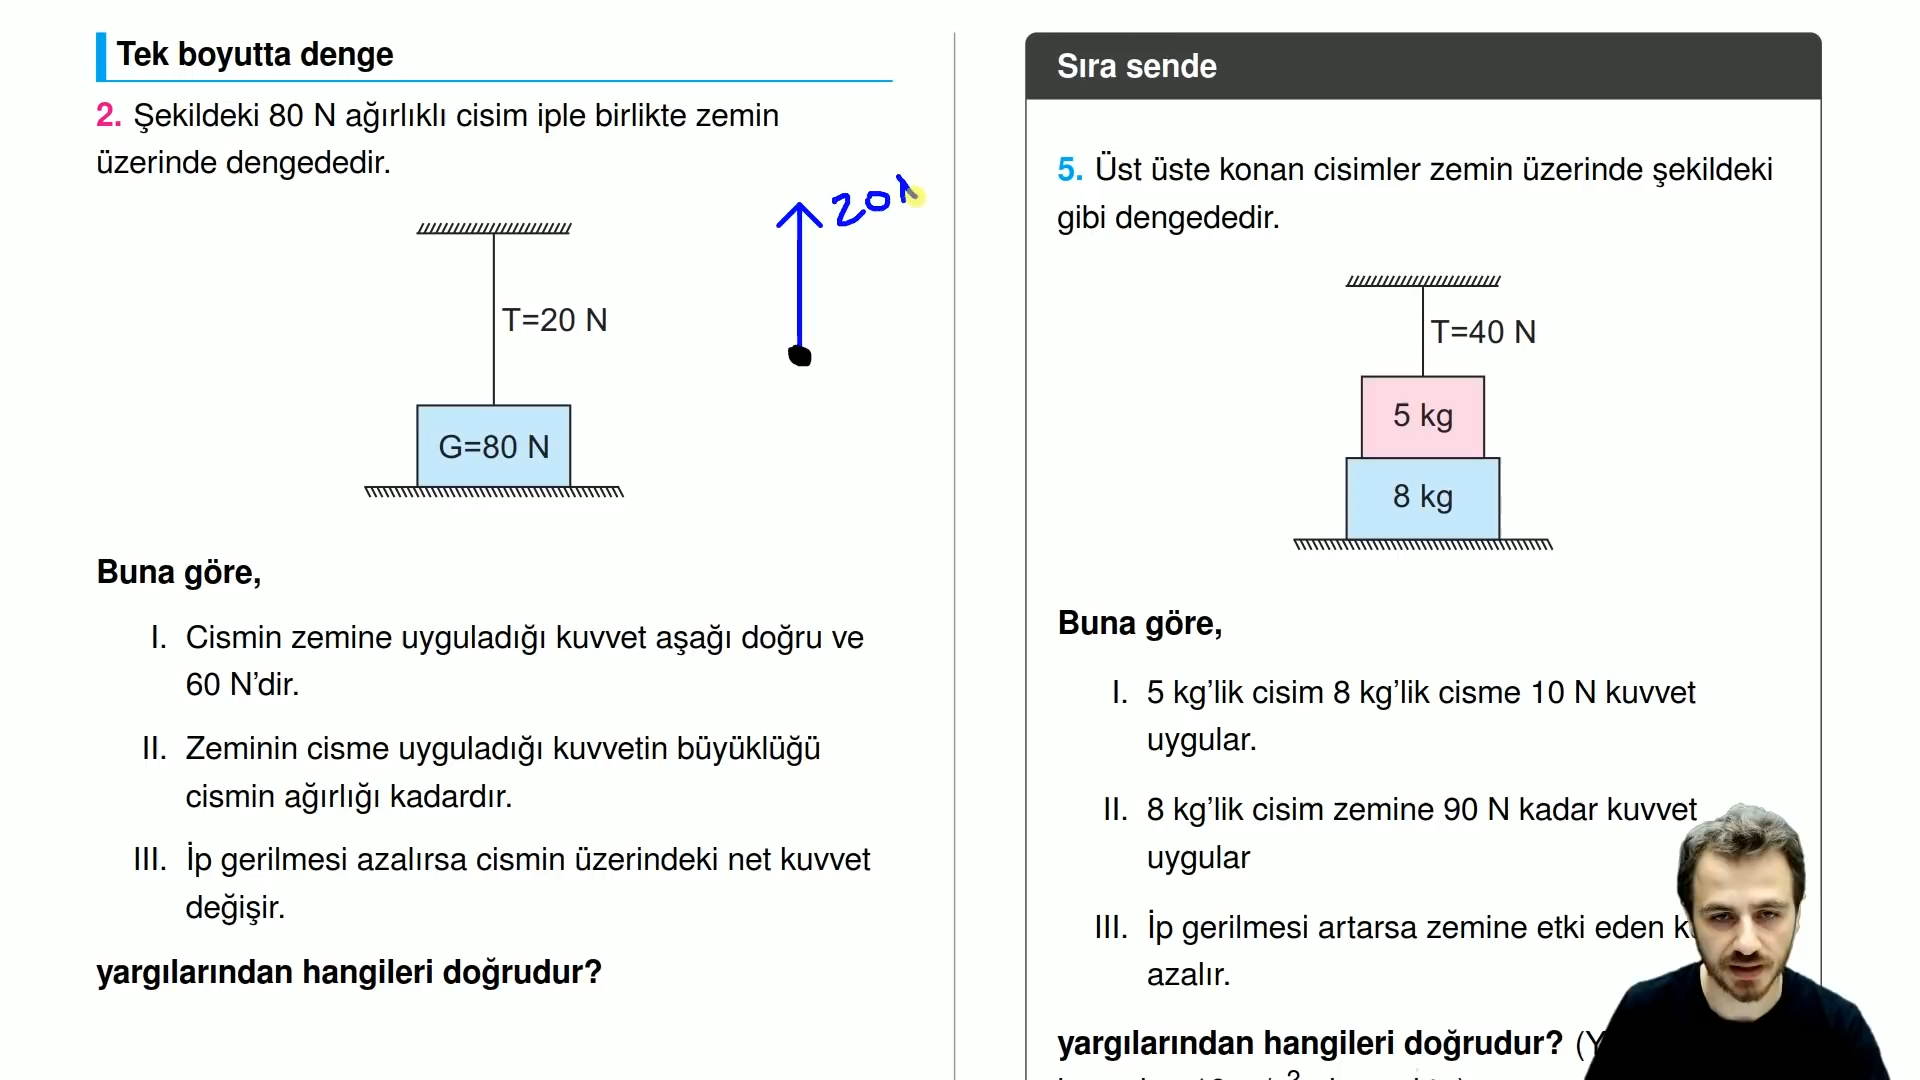 Tek boyutta denge
2. Şekildeki 80 N ağırlıklı cisim iple birlikte zemin
üzerinde dengededir.
20
T=20 N
G=80 N
Buna göre,
I. Cismin zemine uyguladığı kuvvet aşağı doğru ve
60 N’dir.
II. Zeminin cisme uyguladığı kuvvetin büyüklüğü
cismin ağırlığı kadardır.
III. İp gerilmesi azalırsa cismin üzerindeki net kuvvet
değişir.
yargılarından hangileri doğrudur?
Sıra sende
5. Üst üste konan cisimler zemin üzerinde şekildeki
gibi dengededir.
T=40 N
5 kg
8 kg
Buna göre,
I. 5 kg’lik cisim 8 kg’lik cisme 10 N kuvvet
uygular.
II. 8 kg’lik cisim zemine 90 N kadar kuvvet
uygular
III. İp gerilmesi artarsa zemine etki eden
azalır.
yargılarından hangileri doğrudur?